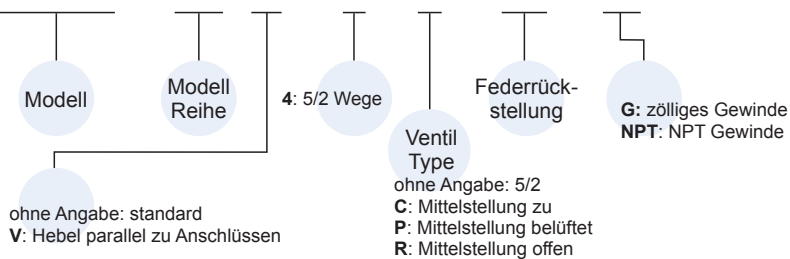 Modell
Modell
Reihe
4: 5/2 Wege
Ventil
Type
ohne Angabe: 5/2
C: Mittelstellung zu
P: Mittelstellung belüftet
R: Mittelstellung offen
Federrück-
stellung
G: zölliges Gewinde
NPT: NPT Gewinde
ohne Angabe: standard
V: Hebel parallel zu Anschlüssen